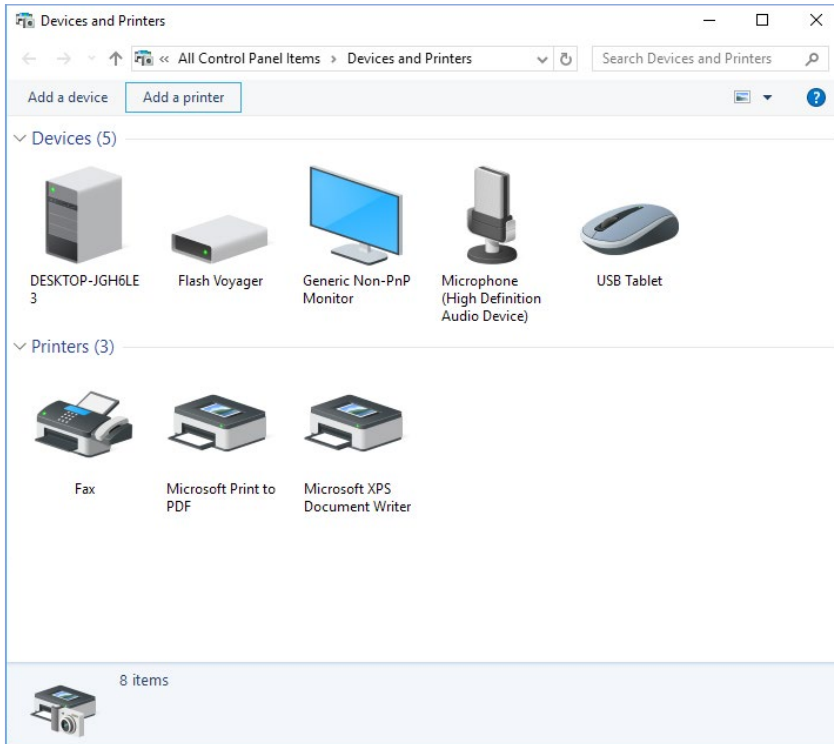 Devices and Printers
« All Control Panel Items › Devices and Printers
Search Devices and Printers
Add a device
Add a printer
Devices (5)
DESKTOP-JGH6LE
3
Flash Voyager
Generic Non-PnP
Monitor
Microphone
(High Definition
Audio Device)
USB Tablet
Printers (3)
Fax
Microsoft Print to
PDF
Microsoft XPS
Document Writer
8 items